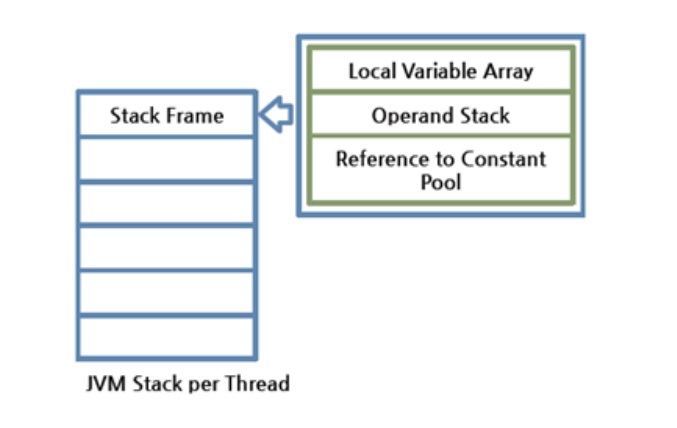 Local Variable Array
Stack Frame
Operand Stack
Reference to Constant
Pool
JVM Stack per Thread